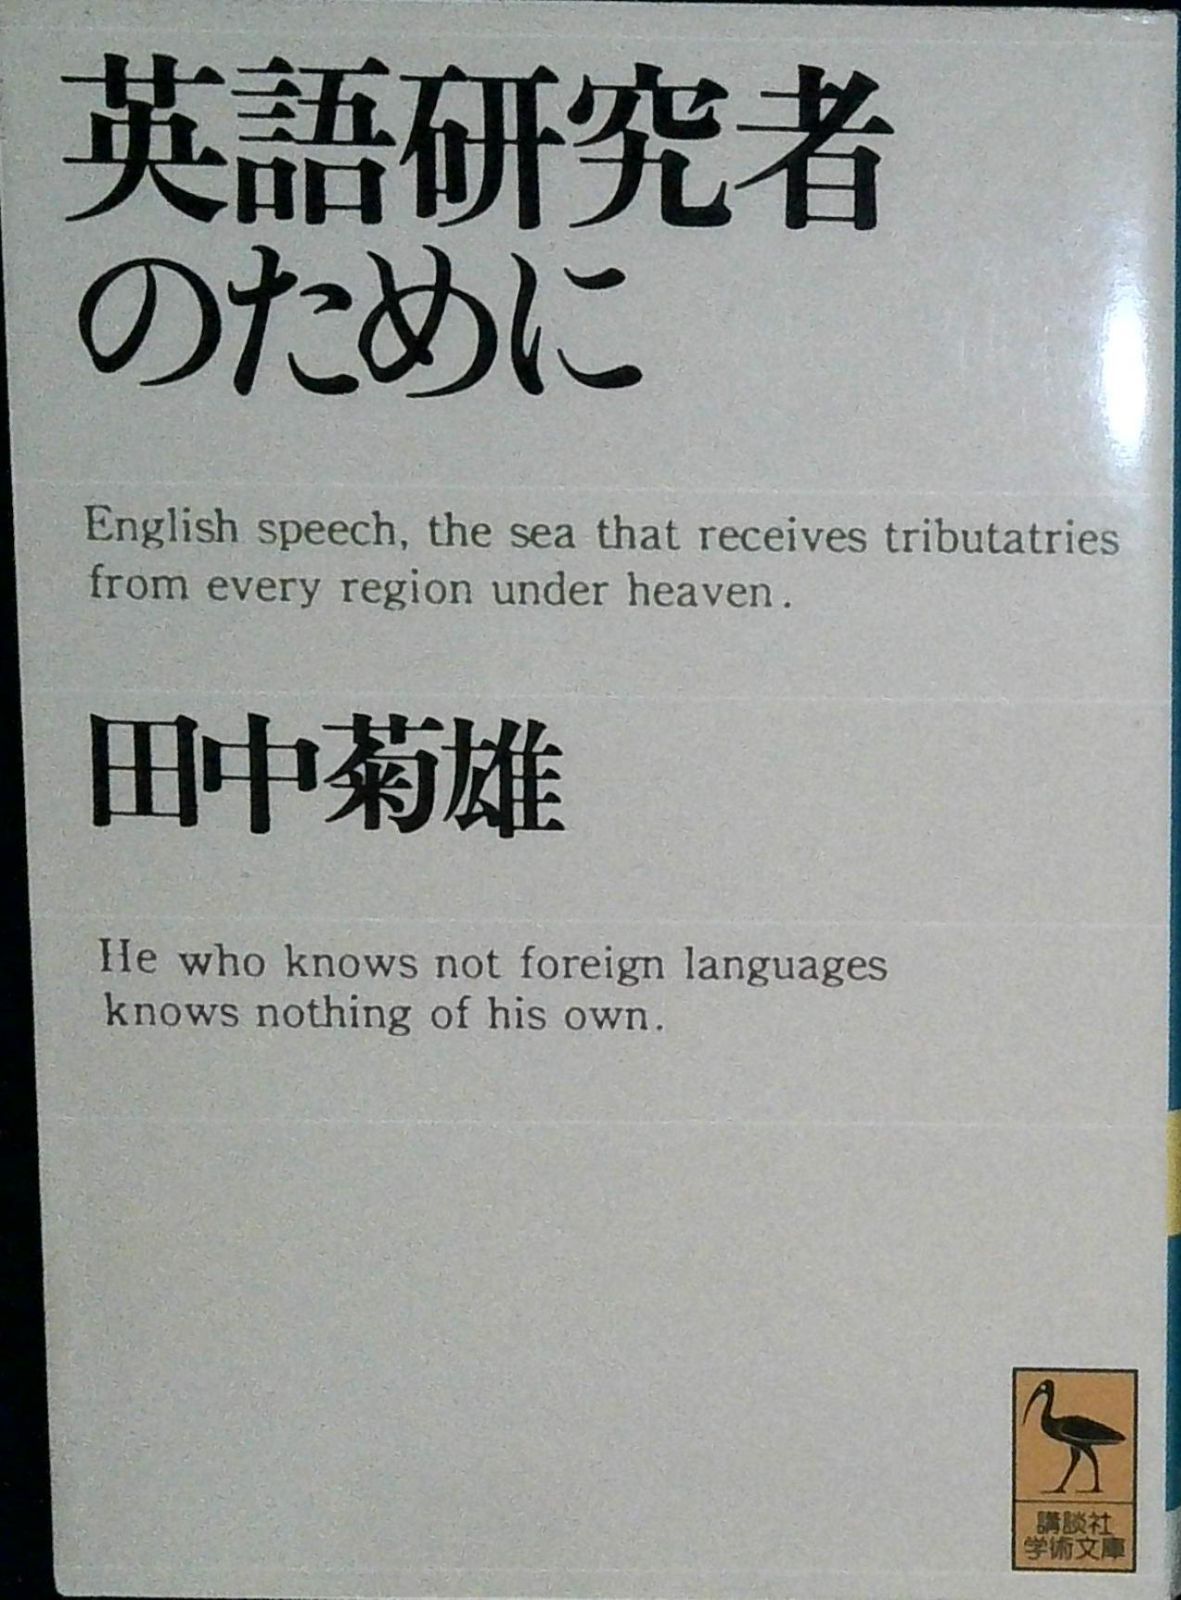 英語研究者
のために
English speech, the sea that receives tributatries
from every region under heaven.
田中菊雄
He who knows not foreign languages
knows nothing of his own.
講談社
学術文庫